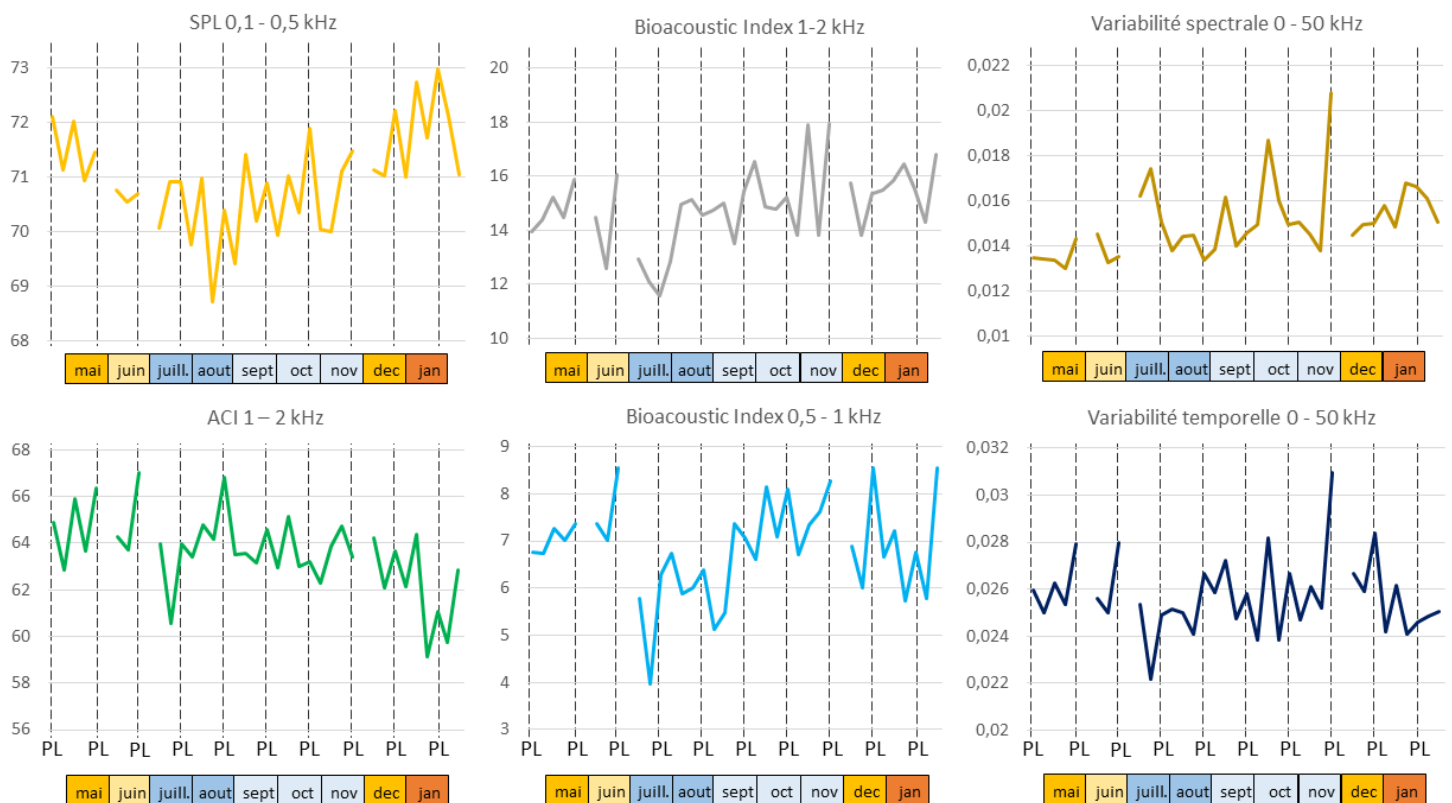 SPL 0,1 - 0,5 kHz
73
72
71
70
69
68
mai juin juill. aout sept oct nov dec jan
Bioacoustic Index 1-2 kHz
20
18
16
14
12
10
mai juin juill. aout sept oct nov dec jan
Variabilité spectrale 0 - 50 kHz
0,022
0,02
0,018
0,016
0,014
0,012
0,01
mai juin juill. aout sept oct nov dec jan
ACI 1 – 2 kHz
68
66
64
62
60
58
56
PL PL PL PL PL PL PL PL PL PL
mai juin juill. aout sept oct nov dec jan
Bioacoustic Index 0,5 - 1 kHz
9
8
7
6
5
4
3
PL PL PL PL PL PL PL PL PL PL
mai juin juill. aout sept oct nov dec jan
Variabilité temporelle 0 - 50 kHz
0,032
0,03
0,028
0,026
0,024
0,022
0,02
PL PL PL PL PL PL PL PL PL PL
mai juin juill. aout sept oct nov dec jan